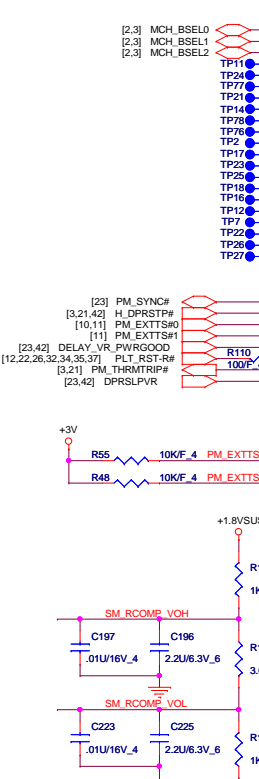 [2,3] MCH_BSEL0
[2,3] MCH_BSEL1
[2,3] MCH_BSEL2
TP11
TP24
TP77
TP21
TP14
TP78
TP76
TP2
TP17
TP23
TP25
TP18
TP16
TP12
TP7
TP22
TP26
TP27
[23] PM_SYNC#
[3,21,42] H_DPRSTP#
[10,11] PM_EXTTS#0
[11] PM_EXTTS#1
[23,42] DELAY_VR_PWRGOOD
[12,22,26,32,34,35,37] PLT_RST-R# R110
[3,21] PM_THRMTRIP# 100/F_4
[23,42] DPRSLPVR
+3V
R55 10K/F_4 PM_EXTTS
R48 10K/F_4 PM_EXTTS
+1.8VSUS
SM_RCOMP_VOH
C197 C196
.01U/16V_4 2.2U/6.3V_6
SM_RCOMP_VOL
C223 C225
.01U/16V_4 2.2U/6.3V_6